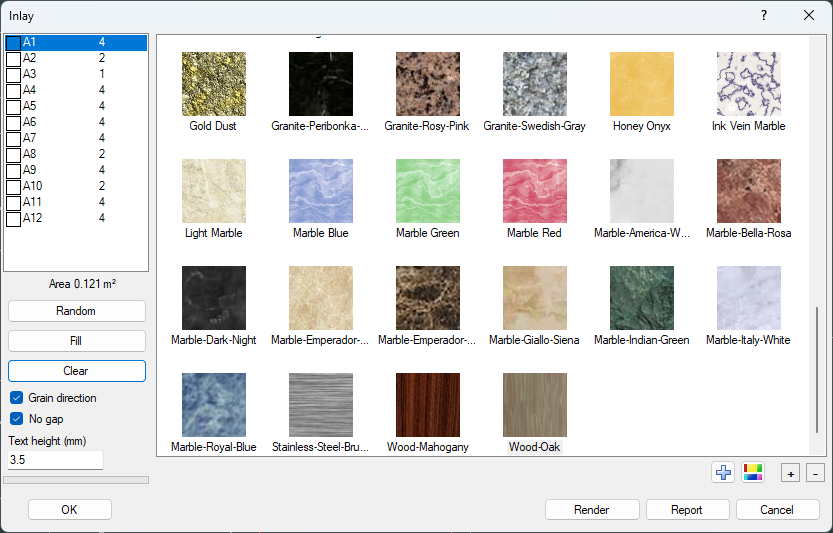 Inlay
?
A1 4
A2 2
A3 1
A4 4
A5 4
A6 4
A7 4
A8 2
A9 4
A10 2
A11 4
A12 4
Area 0.121 m²
Random
Fill
Clear
Grain direction
No gap
Text height (mm)
3.5
OK
Gold Dust Granite-Peribonka-... Granite-Rosy-Pink Granite-Swedish-Gray Honey Onyx Ink Vein Marble
Light Marble Marble Blue Marble Green Marble Red Marble-America-W... Marble-Bella-Rosa
Marble-Dark-Night Marble-Emperador-... Marble-Emperador-... Marble-Giallo-Siena Marble-Indian-Green Marble-Italy-White
Marble-Royal-Blue Stainless-Steel-Bru... Wood-Mahogany Wood-Oak
+ -
Render Report Cancel